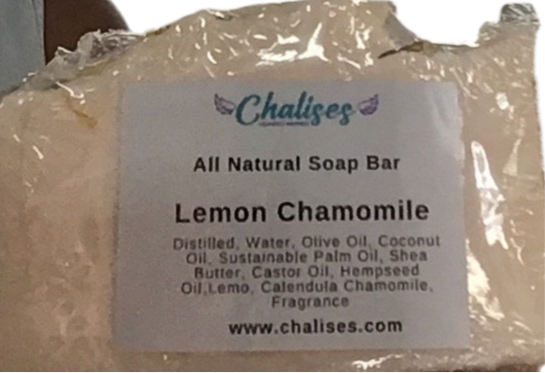 Chalises
All Natural Soap Bar
Lemon Chamomile
Distilled, Water, Olive Oil, Coconut
Oil, Sustainable Palm Oil, Shea
Butter, Castor Oil, Hempseed
Oil,Lemo, Calendula Chamomile,
Fragrance
www.chalises.com